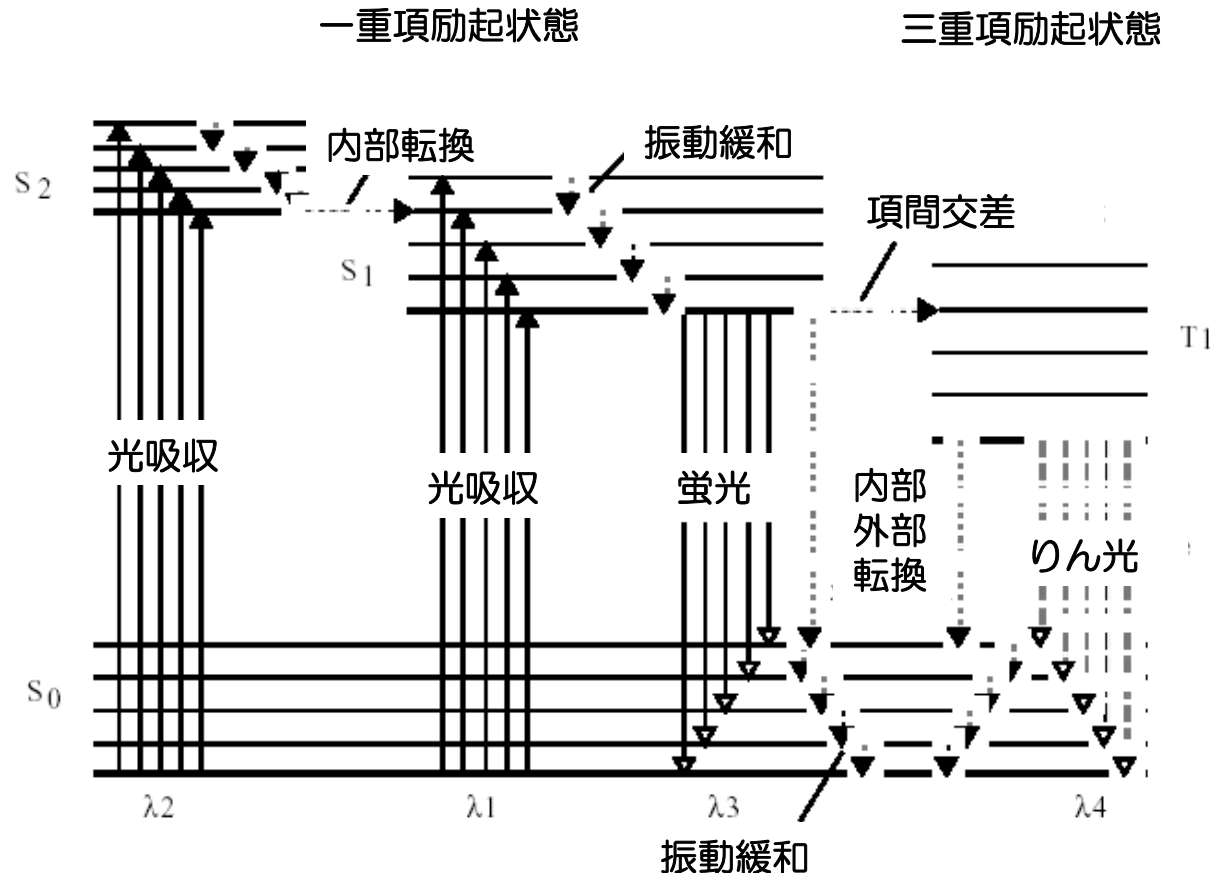 一重項励起状態
三重項励起状態
内部転換
振動緩和
S2
項間交差
S1
T1
光吸収
光吸収
蛍光
内部
外部
転換
りん光
S0
λ2
λ1
λ3
λ4
振動緩和